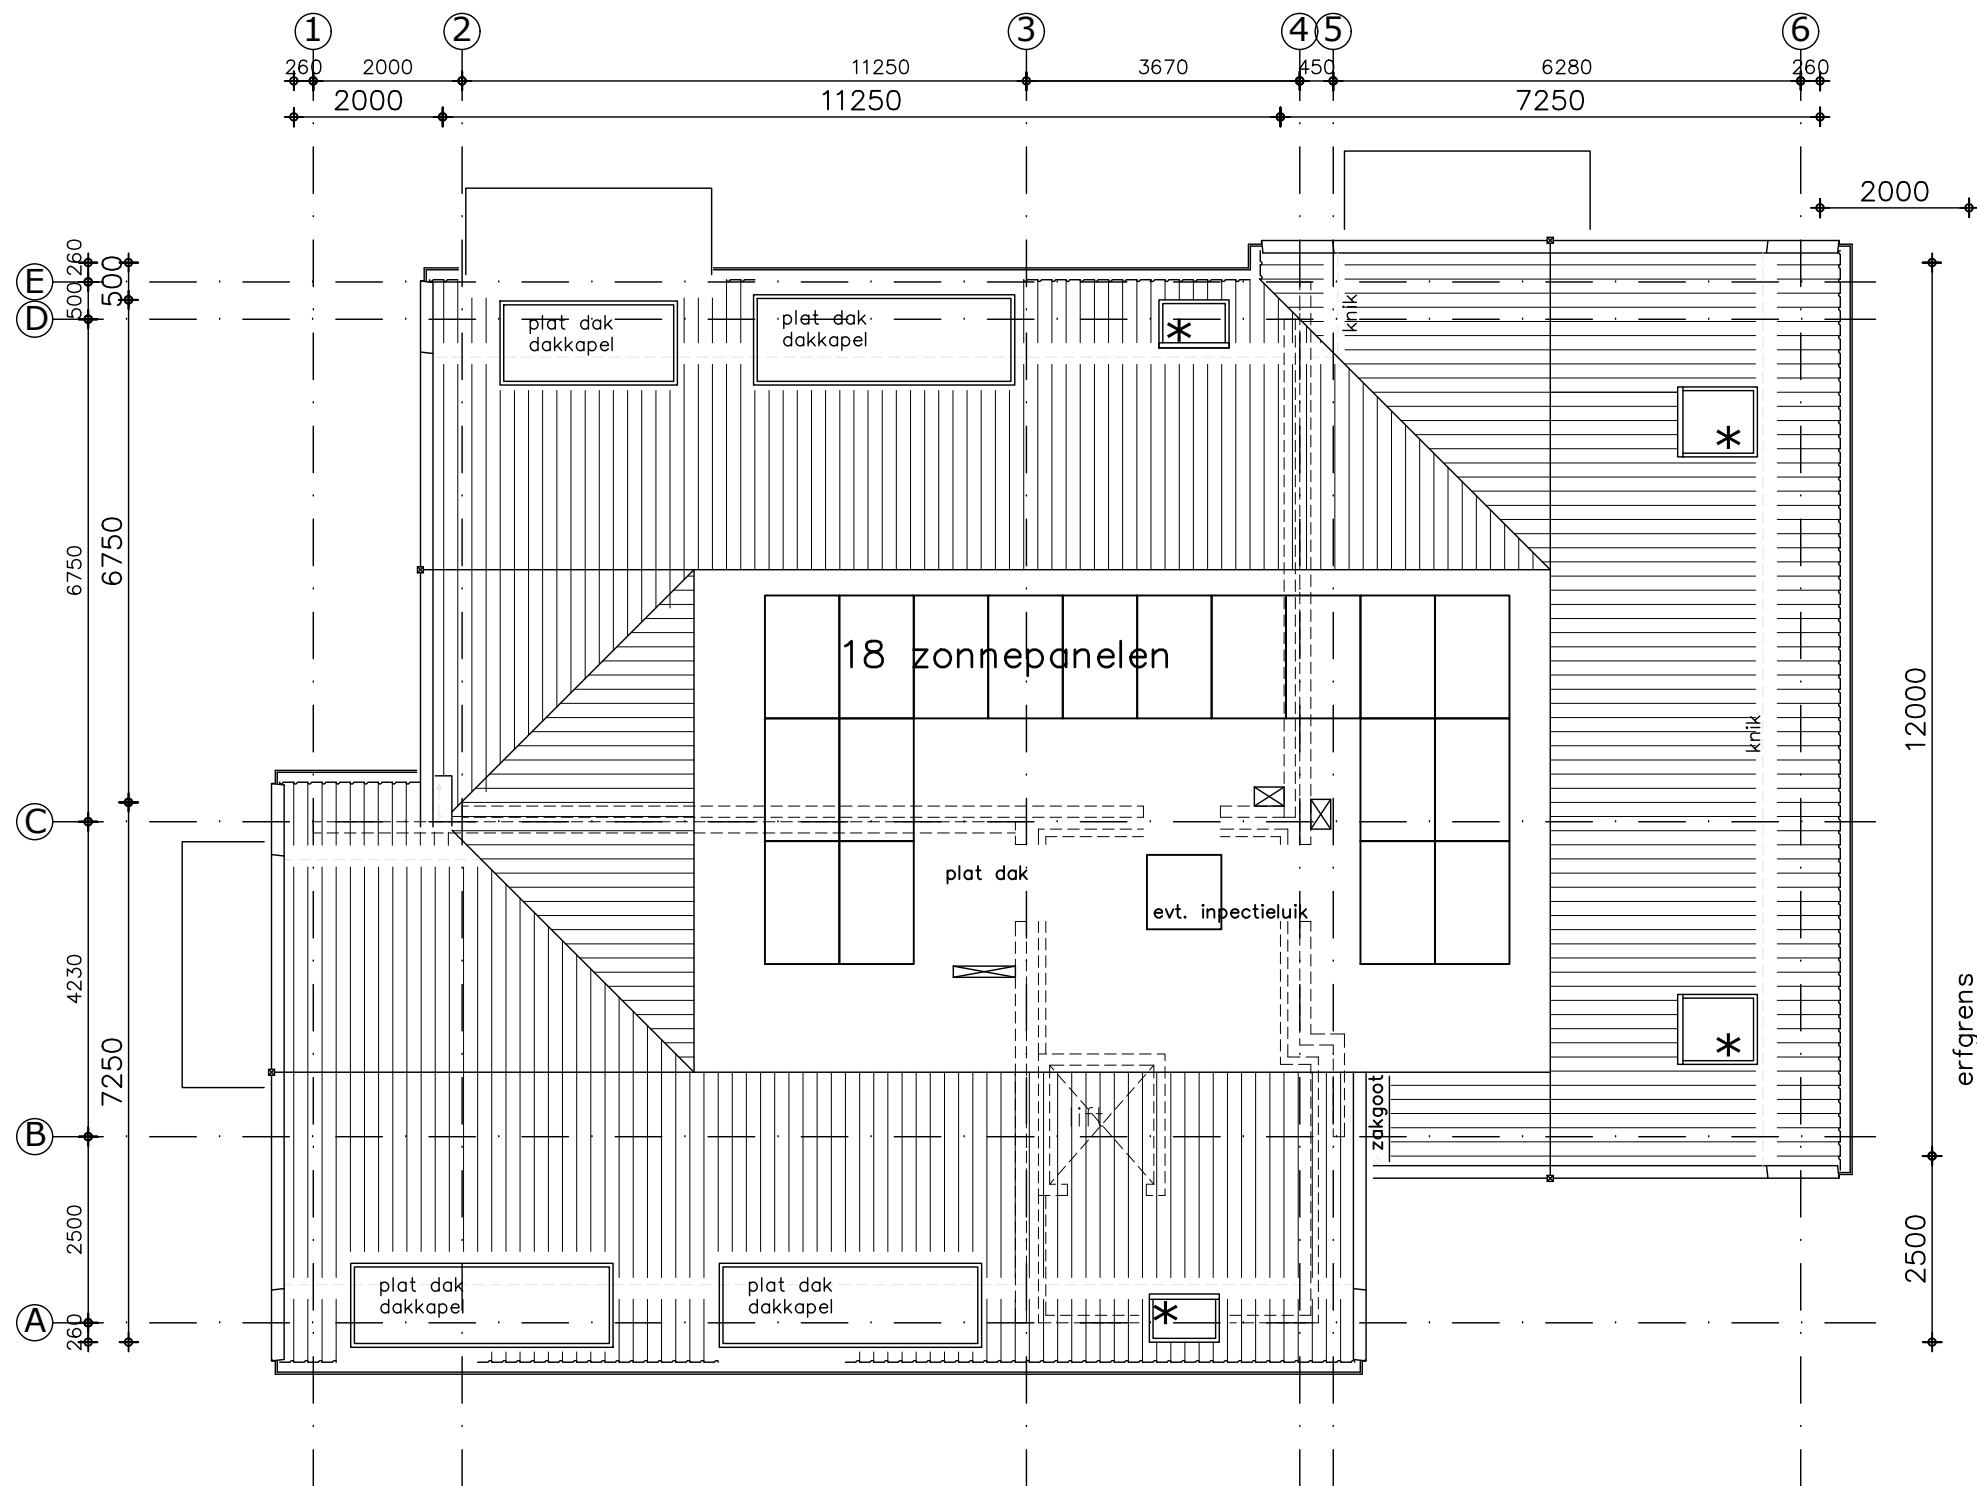 1 2 3 4 5 6
260 2000 11250 3670 450 6280 260
2000 11250 7250
2000
E
D
C
B
A
260
500
6750
4230
2500
260
500
6750
7250
plat dak
dakkapel
plat dak
dakkapel
*
knik
*
18 zonnepanelen
knik
12000
plat dak
evt. inpectieluik
*
erfgrens
zakgoot
lift
2500
plat dak
dakkapel
plat dak
dakkapel
*